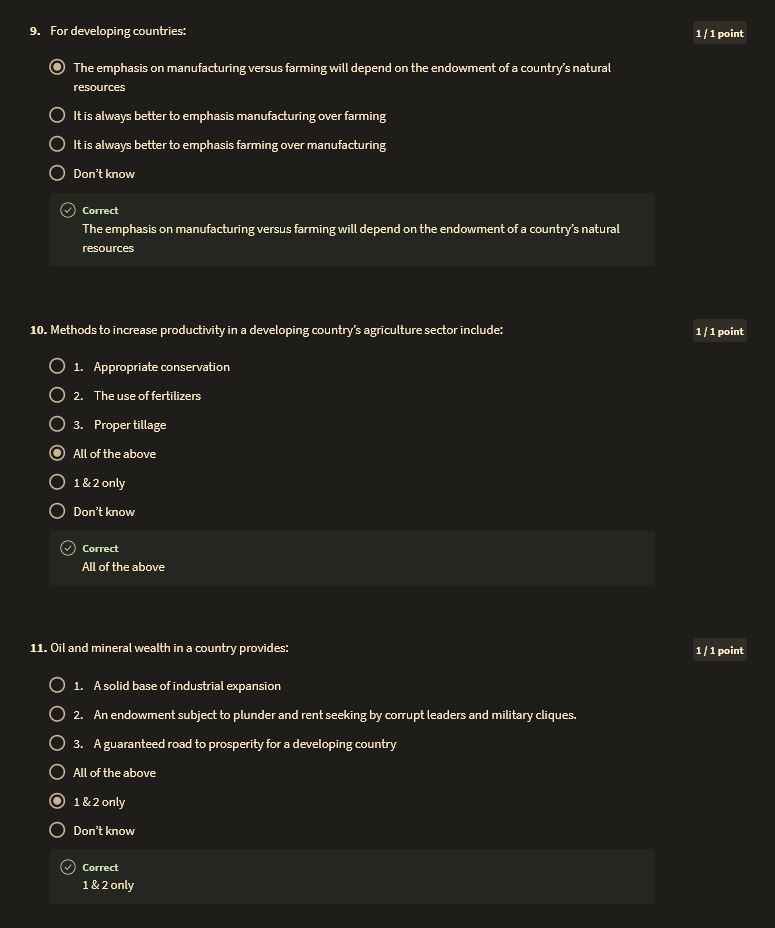 9. For developing countries:
1 / 1 point
The emphasis on manufacturing versus farming will depend on the endowment of a country's natural
resources
It is always better to emphasis manufacturing over farming
It is always better to emphasis farming over manufacturing
Don't know
Correct
The emphasis on manufacturing versus farming will depend on the endowment of a country's natural
resources
10. Methods to increase productivity in a developing country's agriculture sector include:
1 / 1 point
1. Appropriate conservation
2. The use of fertilizers
3. Proper tillage
All of the above
1 & 2 only
Don't know
Correct
All of the above
11. Oil and mineral wealth in a country provides:
1 / 1 point
1. A solid base of industrial expansion
2. An endowment subject to plunder and rent seeking by corrupt leaders and military cliques.
3. A guaranteed road to prosperity for a developing country
All of the above
1 & 2 only
Don't know
Correct
1 & 2 only